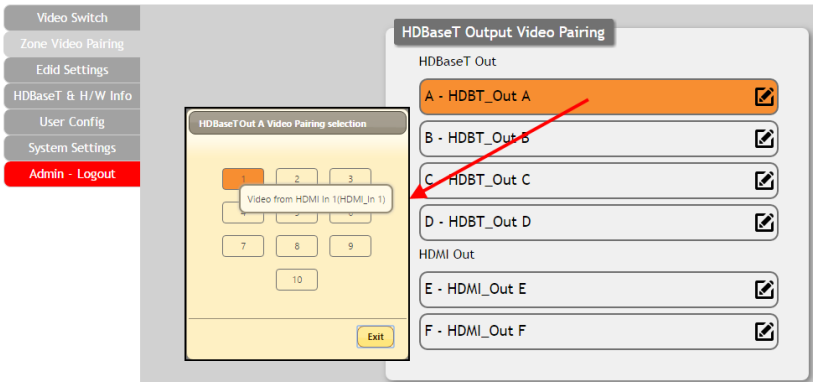 Video Switch
Zone Video Pairing
Edid Settings
HDBaseT & H/W Info
User Config
System Settings
Admin - Logout
HDBaseT Output Video Pairing
HDBaseT Out
A - HDBT_Out A
B - HDBT_Out B
C - HDBT_Out C
D - HDBT_Out D
HDMI Out
E - HDMI_Out E
F - HDMI_Out F
HDBaseT Out A Video Pairing selection
1 2 3
Video from HDMI In 1(HDMI_In 1)
7 8 9
10
Exit